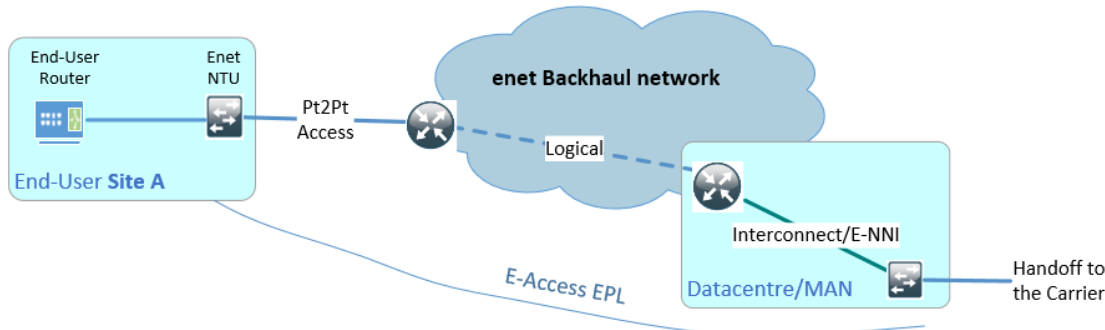 End-User
Router
Enet
NTU
End-User Site A
Pt2Pt
Access
enet Backhaul network
Logical
Interconnect/E-NNI
Datacentre/MAN
Handoff to
the Carrier
E-Access EPL